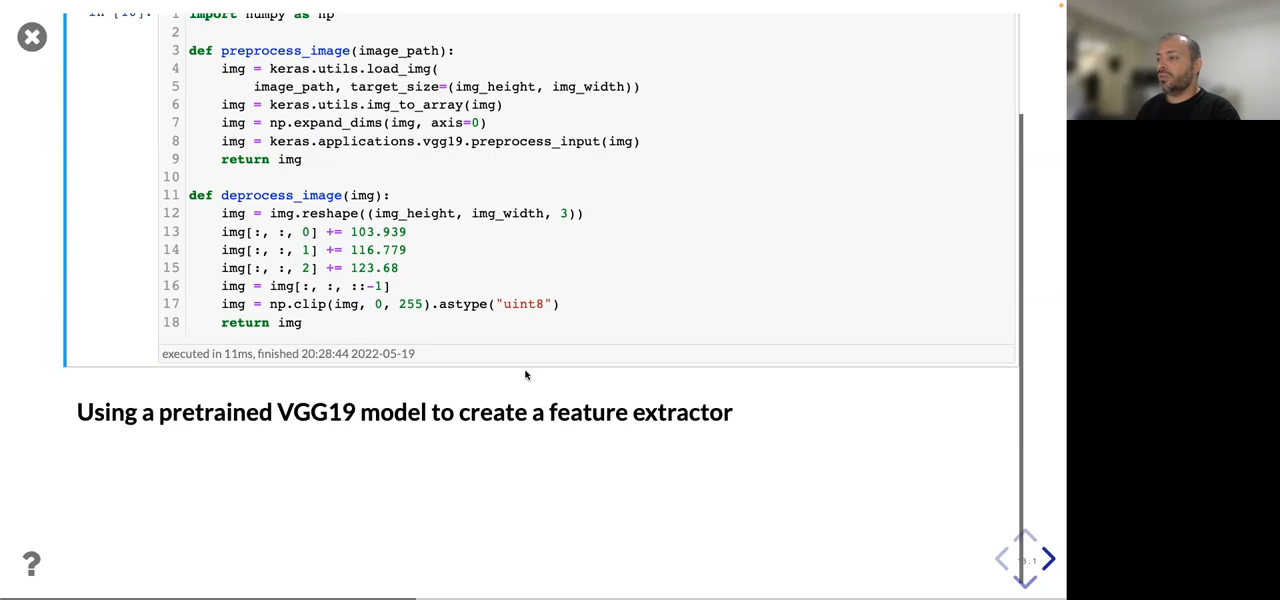 1 import numpy as np
2
3 def preprocess_image(image_path):
4     img = keras.utils.load_img(
5         image_path, target_size=(img_height, img_width))
6     img = keras.utils.img_to_array(img)
7     img = np.expand_dims(img, axis=0)
8     img = keras.applications.vgg19.preprocess_input(img)
9     return img
10
11 def deprocess_image(img):
12     img = img.reshape((img_height, img_width, 3))
13     img[:, :, 0] += 103.939
14     img[:, :, 1] += 116.779
15     img[:, :, 2] += 123.68
16     img = img[:, :, ::-1]
17     img = np.clip(img, 0, 255).astype("uint8")
18     return img
executed in 11ms, finished 20:28:44 2022-05-19
Using a pretrained VGG19 model to create a feature extractor
?